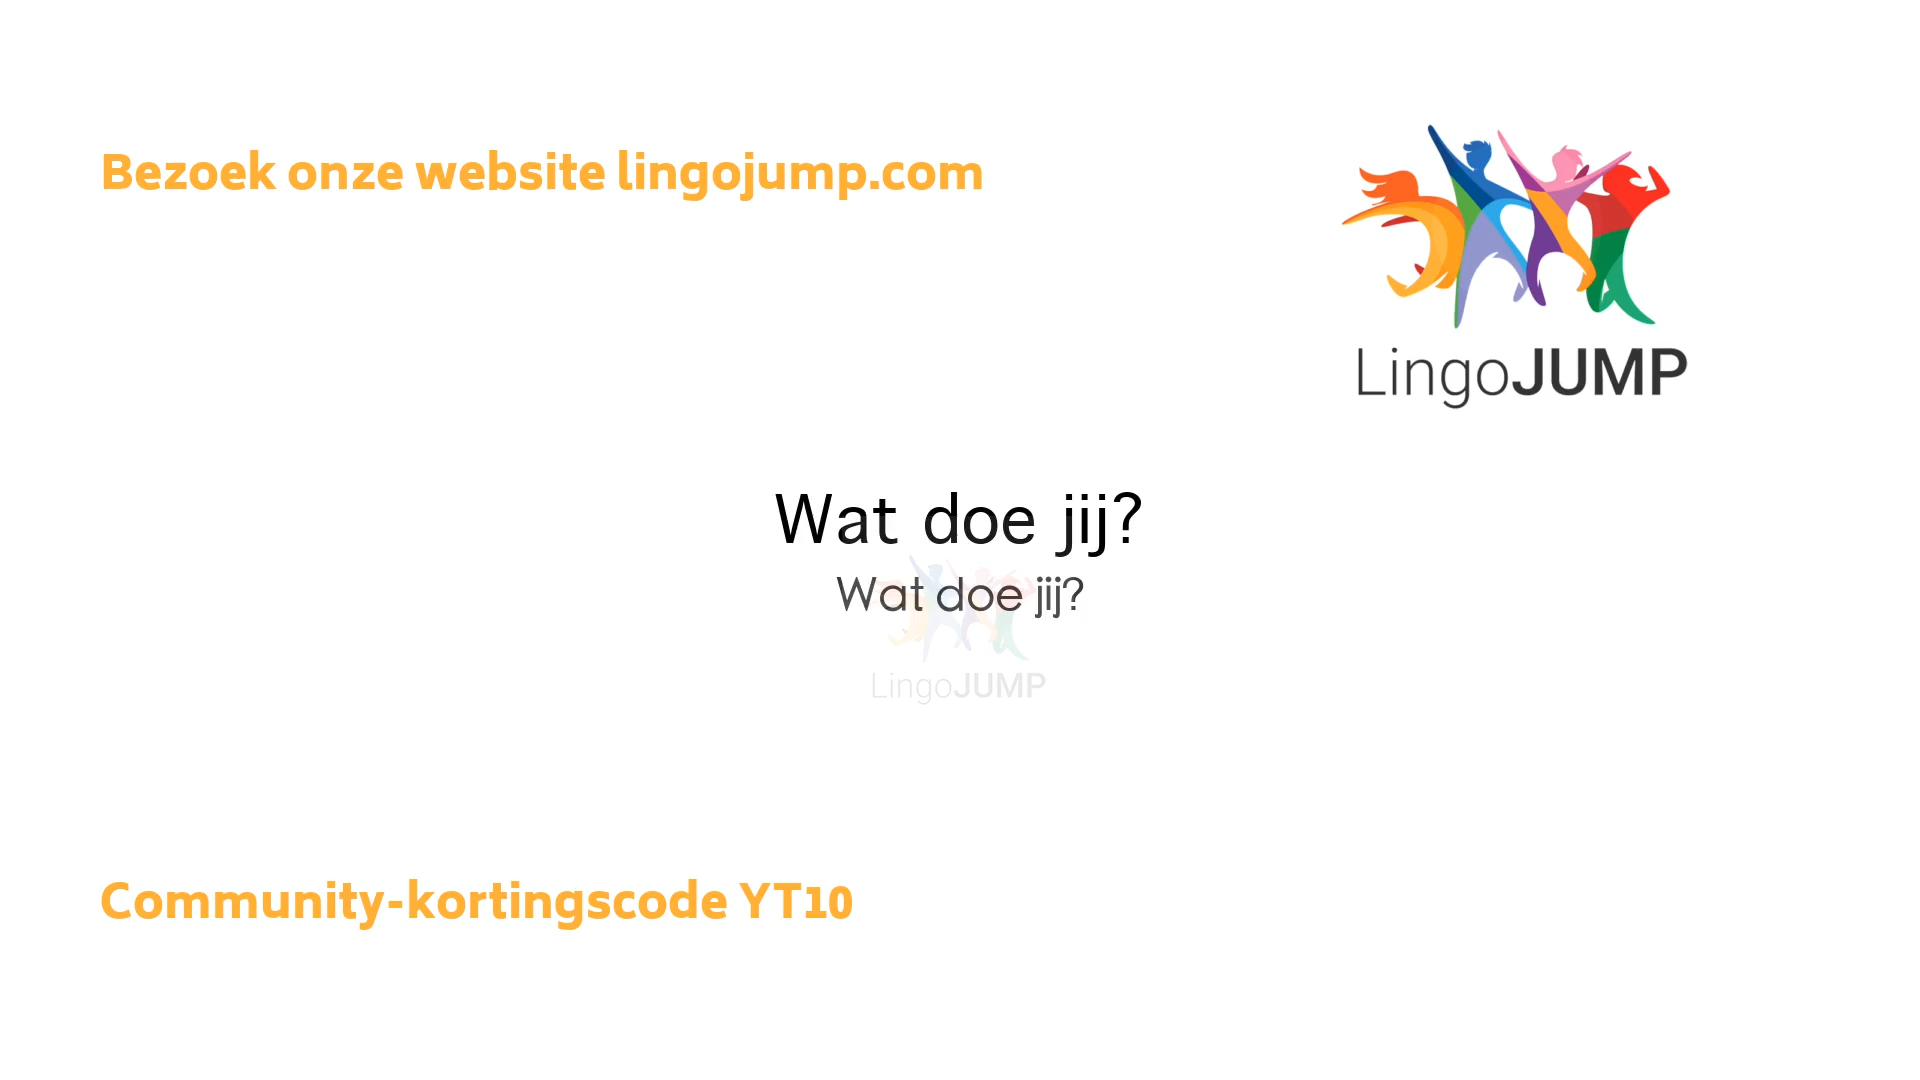 Bezoek onze website lingojump.com
LingoJUMP
Wat doe jij?
Wat doe jij?
LingoJUMP
Community-kortingscode YT10